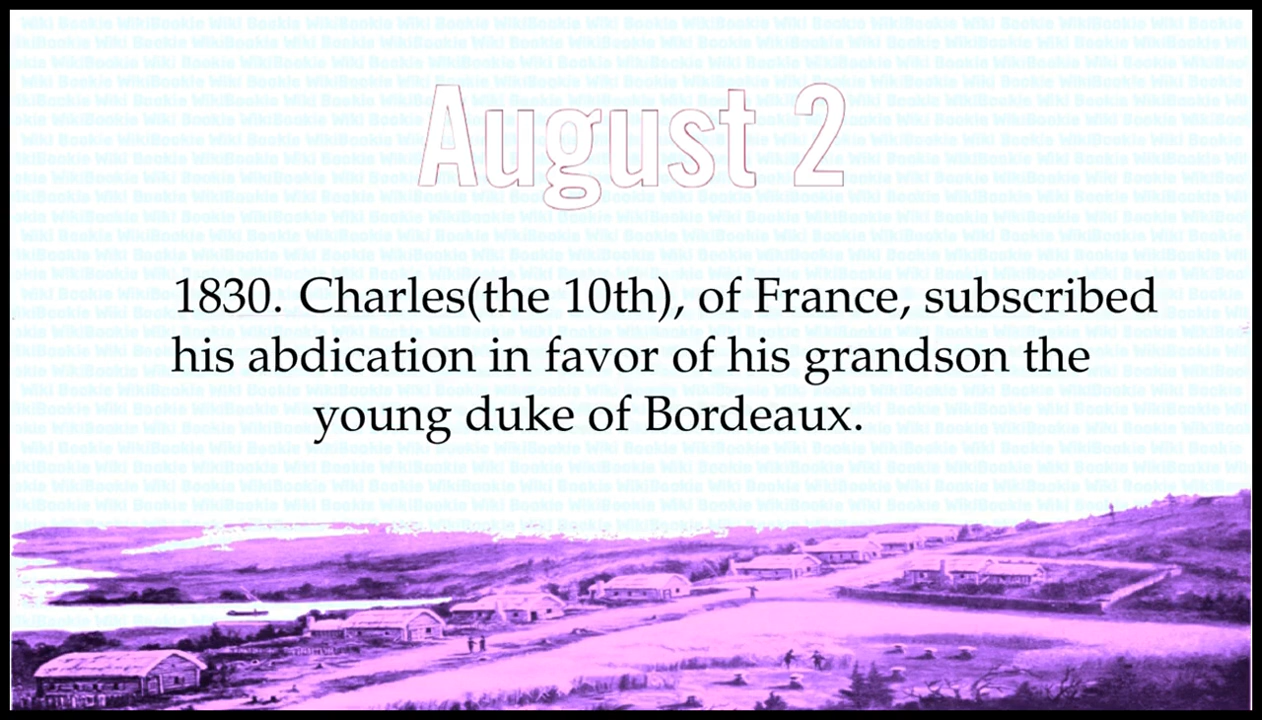 August 2
1830. Charles(the 10th), of France, subscribed
his abdication in favor of his grandson the
young duke of Bordeaux.